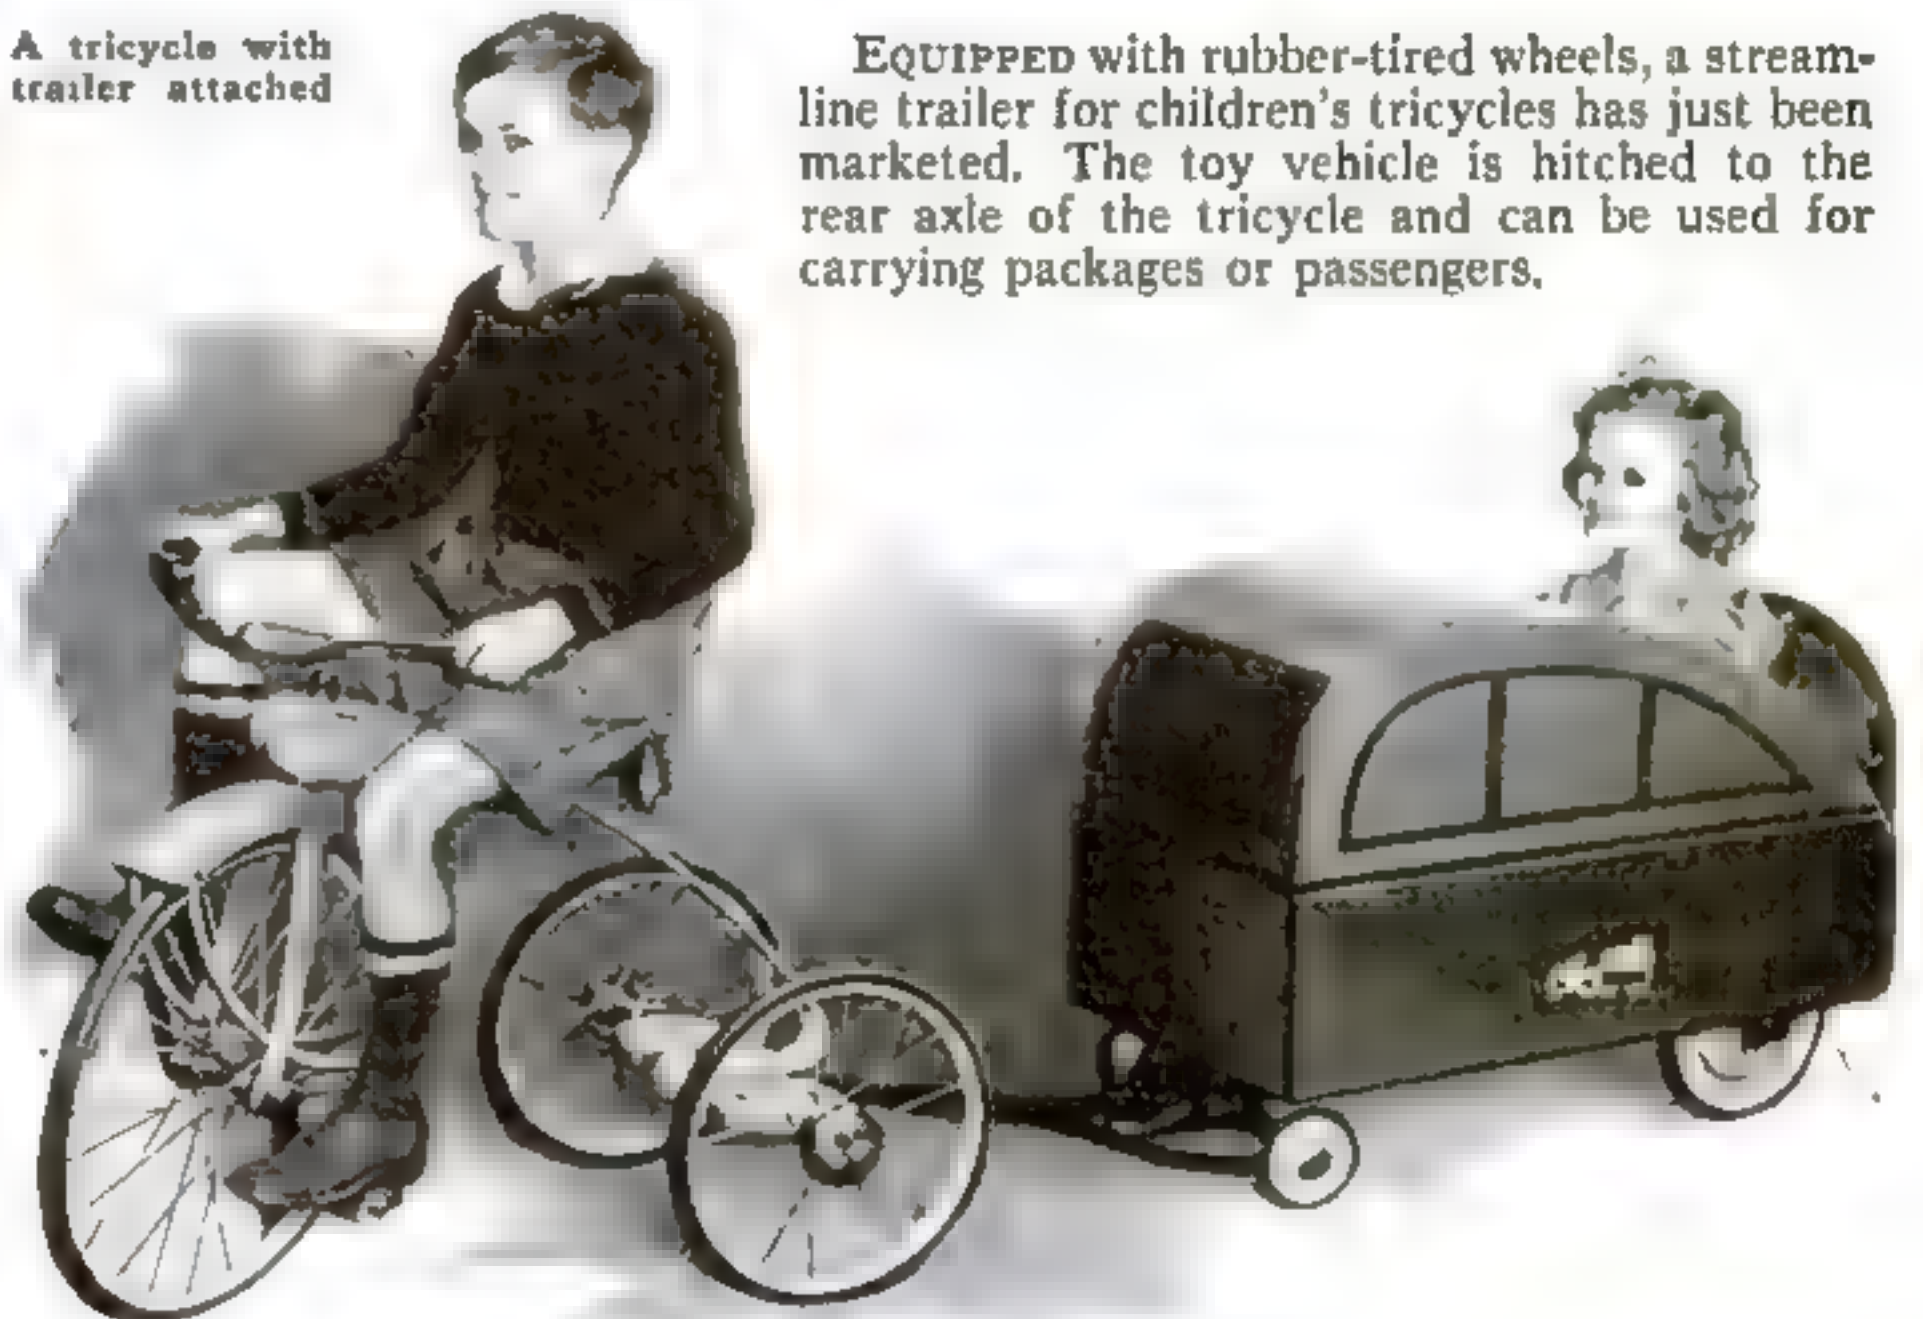 A tricycle with
trailer attached
EQUIPPED with rubber-tired wheels, a stream-
line trailer for children's tricycles has just been
marketed. The toy vehicle is hitched to the
rear axle of the tricycle and can be used for
carrying packages or passengers.